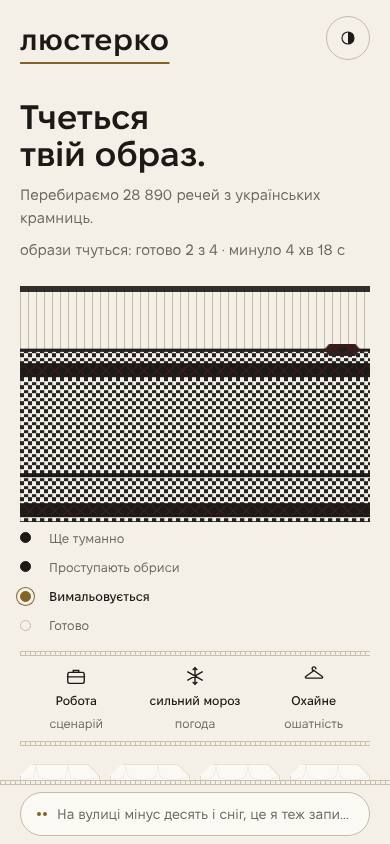 люстерко
Тчеться
твій образ.
Перебираємо 28 890 речей з українських
крамниць.
образи тчуться: готово 2 з 4 · минуло 4 хв 18 с
Ще туманно
Проступають обриси
Вимальовується
Готово
Робота
сценарій
сильний мороз
погода
Охайне
ошатність
На вулиці мінус десять і сніг, це я теж запи...